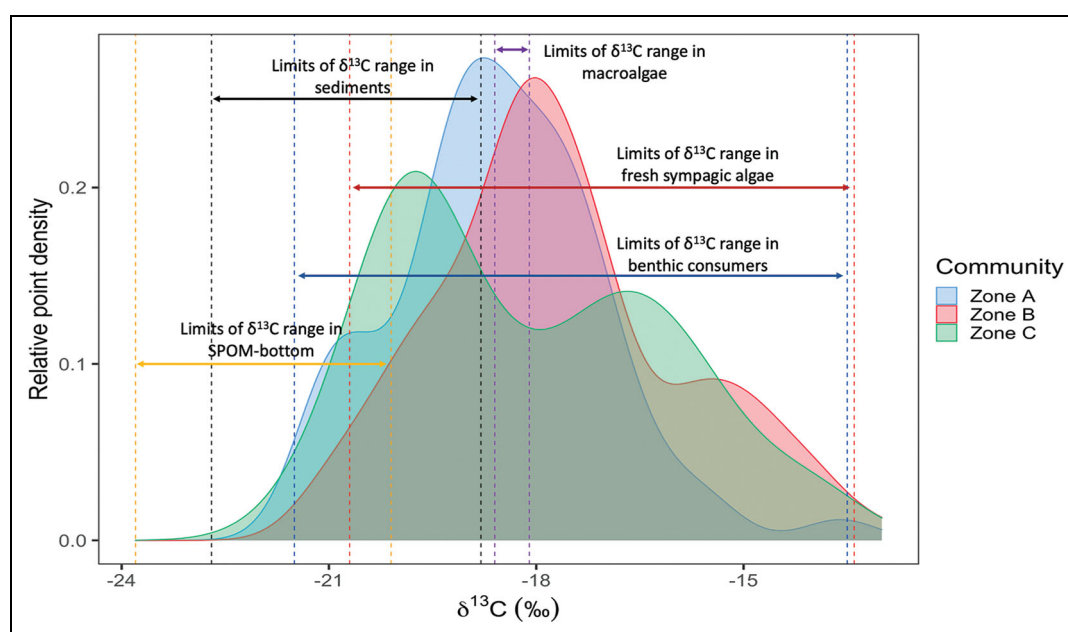 Limits of δ¹³C range in
macroalgae
Limits of δ¹³C range in
sediments
Limits of δ¹³C range in
fresh sympagic algae
Limits of δ¹³C range in
benthic consumers
Limits of δ¹³C range in
SPOM-bottom
Relative point density
0.2
0.1
0.0
-24
-21
-18
-15
δ¹³C (‰)
Community
Zone A
Zone B
Zone C